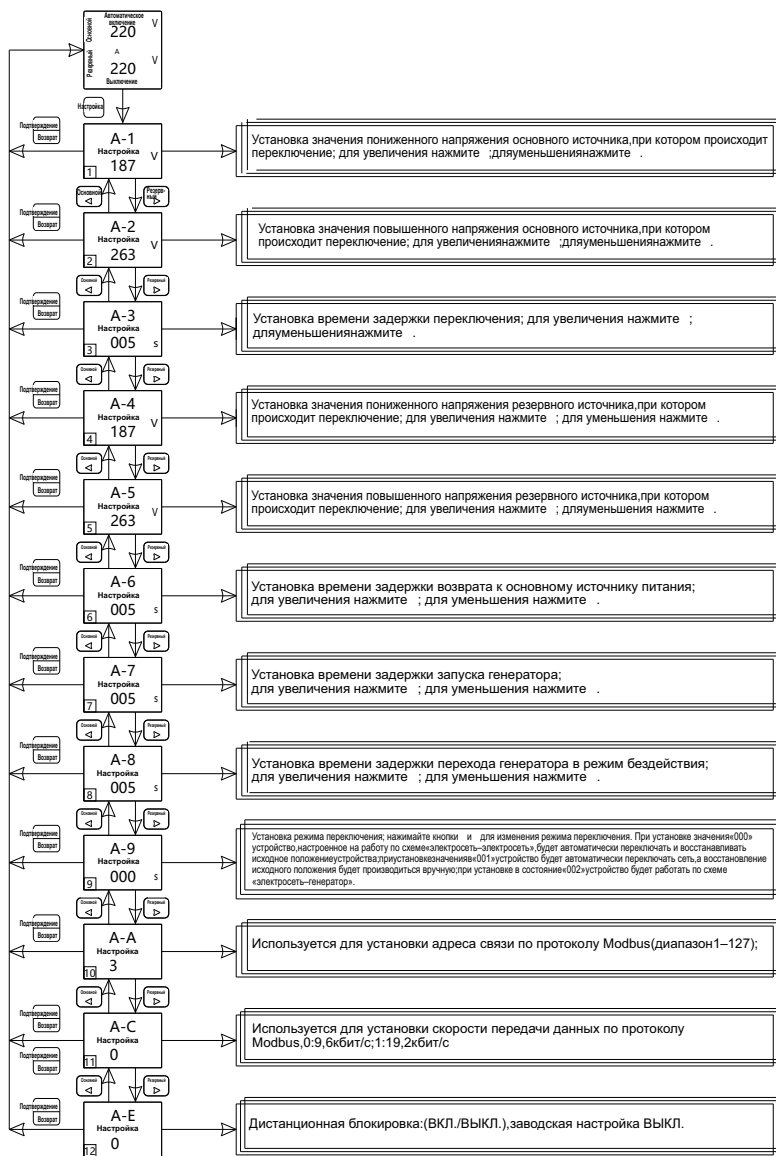 Автоматическое
включение
Основной
220 V
A
Резервный
220 V
Выключение
Настройка
Подтверждение
Возврат
A-1
Настройка
187 V
1
Установка значения пониженного напряжения основного источника,при котором происходит
переключение; для увеличения нажмите ;дляуменьшениянажмите .
Основной
Резерв-
ный
Подтверждение
Возврат
A-2
Настройка
263 V
2
Установка значения повышенного напряжения основного источника,при котором
происходит переключение; для увеличениянажмите ;дляуменьшениянажмите .
Основной
Резервный
Подтверждение
Возврат
A-3
Настройка
005 s
3
Установка времени задержки переключения; для увеличения нажмите ;
дляуменьшениянажмите .
Основной
Резервный
Подтверждение
Возврат
A-4
Настройка
187 V
4
Установка значения пониженного напряжения резервного источника,при котором
происходит переключение; для увеличения нажмите ; для уменьшения нажмите .
Основной
Резервный
Подтверждение
Возврат
A-5
Настройка
263 V
5
Установка значения повышенного напряжения резервного источника,при котором
происходит переключение; для увеличения нажмите ; дляуменьшения нажмите .
Основной
Резервный
Подтверждение
Возврат
A-6
Настройка
005 s
6
Установка времени задержки возврата к основному источнику питания;
для увеличения нажмите ; для уменьшения нажмите .
Основной
Резервный
Подтверждение
Возврат
A-7
Настройка
005 s
7
Установка времени задержки запуска генератора;
для увеличения нажмите ; для уменьшения нажмите .
Основной
Резервный
Подтверждение
Возврат
A-8
Настройка
005 s
8
Установка времени задержки перехода генератора в режим бездействия;
для увеличения нажмите ; для уменьшения нажмите .
Основной
Резервный
Подтверждение
Возврат
A-9
Настройка
000 s
9
Установка режима переключения; нажимайте кнопки и для изменения режима переключения. При установке значения«000»
устройство,настроенное на работу по схеме«электросеть–электросеть»,будет автоматически переключать и восстанавливать
исходное положениеустройства;приустановкезначенияв«001»устройство будет автоматически переключать сеть,а восстановление
исходного положения будет производиться вручную;при установке в состояние«002»устройство будет работать по схеме
«электросеть–генератор».
Основной
Резервный
Подтверждение
Возврат
A-A
Настройка
3
10
Используется для установки адреса связи по протоколу Modbus(диапазон1–127);
Основной
Резервный
Подтверждение
Возврат
A-C
Настройка
0
11
Используется для установки скорости передачи данных по протоколу
Modbus,0:9,6кбит/с;1:19,2кбит/с
Подтверждение
Возврат
Основной
Резервный
Подтверждение
Возврат
A-E
Настройка
0
12
Дистанционная блокировка:(ВКЛ./ВЫКЛ.),заводская настройка ВЫКЛ.